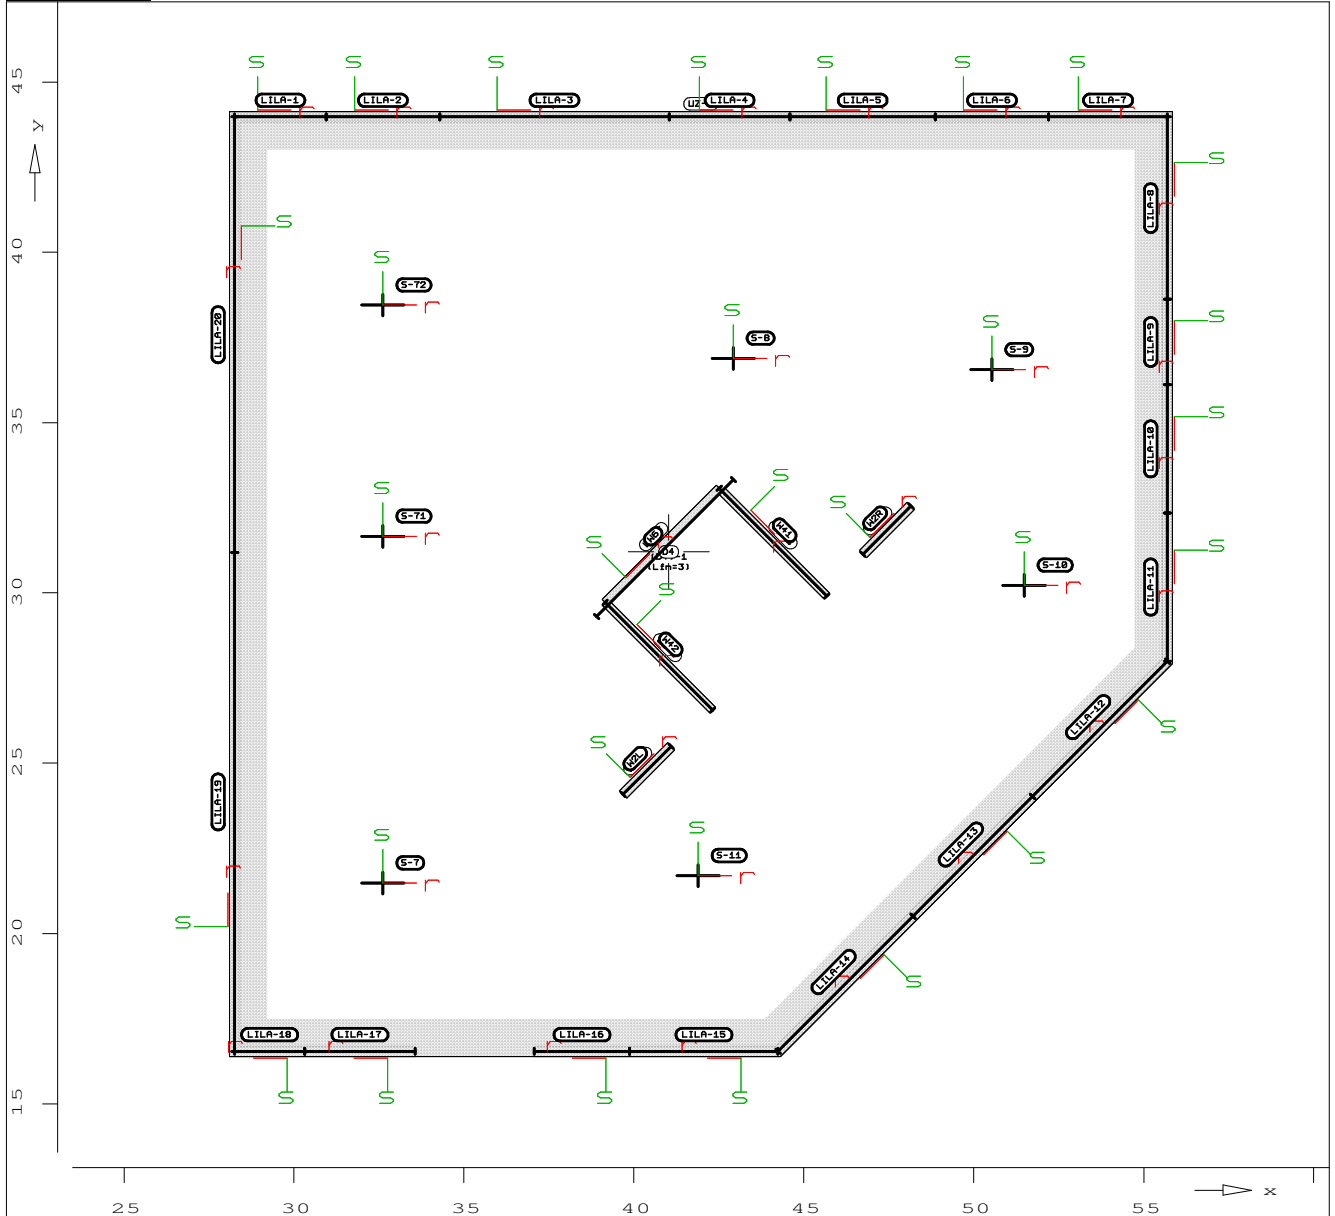 S S S S S S S
45
LILA-1 LILA-2 LILA-3 LILA-4 LILA-5 LILA-6 LILA-7
y
S
LILA-8
S
40
S
r
S-72
r
S
S-8
r
S
S-9
r
S
LILA-9
LILA-20
35
S
LILA-10
S
S-71
r
S
W41
S
W2R
r
S
W6
(Lfm=3)
S
S-10
r
S
LILA-11
30
S
W42
LILA-12
S
25
S
W2L
r
LILA-19
S
S-7
r
S
S-11
r
LILA-13
S
20
S
LILA-14
S
LILA-18 LILA-17 LILA-16 LILA-15
S S S S
15
25 30 35 40 45 50 55
x